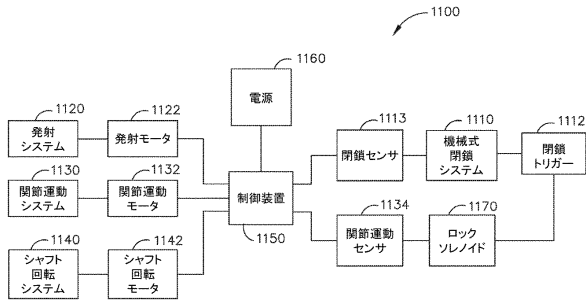 1100
1160
電源
1120
発射
システム
1122
発射モータ
1113
閉鎖センサ
1110
機械式
閉鎖
システム
1112
閉鎖
トリガー
1130
関節運動
システム
1132
関節運動
モータ
制御装置
1150
1134
関節運動
センサ
1170
ロック
ソレノイド
1140
シャフト
回転
システム
1142
シャフト
回転
モータ